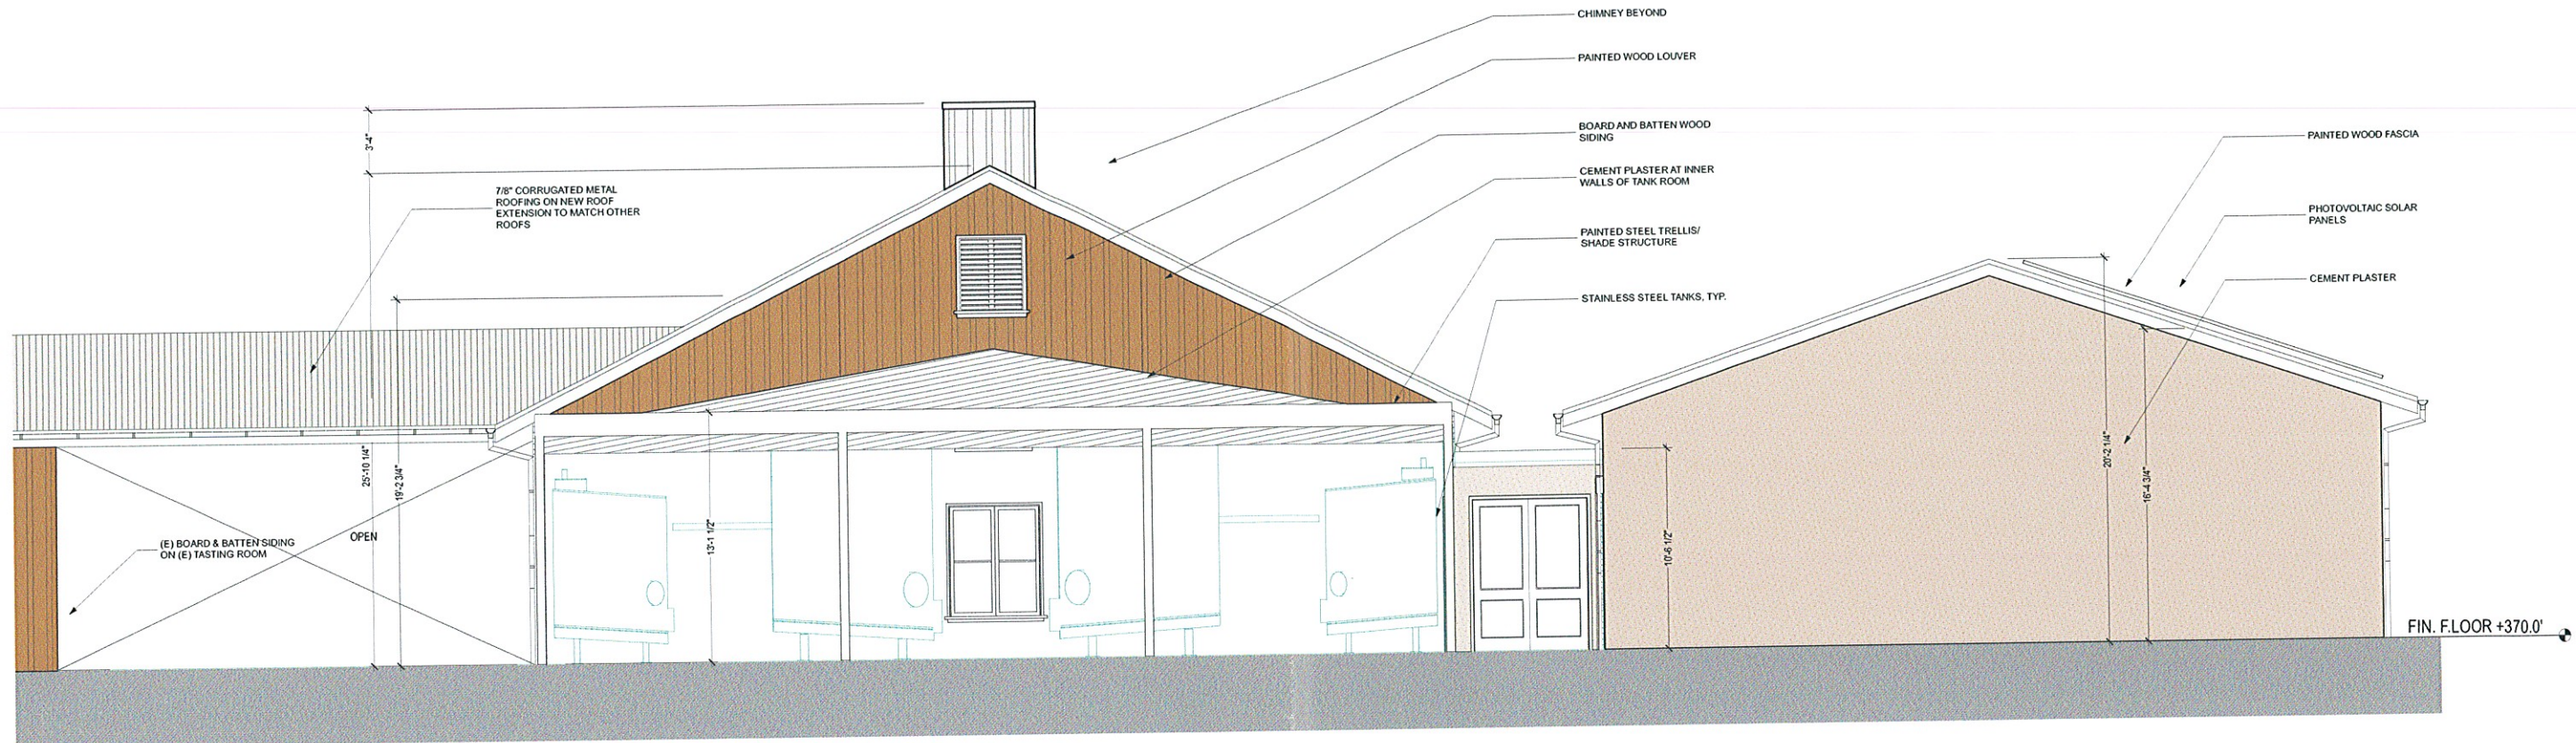 CHIMNEY BEYOND
PAINTED WOOD LOUVER
BOARD AND BATTEN WOOD
SIDING
CEMENT PLASTER AT INNER
WALLS OF TANK ROOM
PAINTED STEEL TRELLIS/
SHADE STRUCTURE
STAINLESS STEEL TANKS, TYP.
PAINTED WOOD FASCIA
PHOTOVOLTAIC SOLAR
PANELS
CEMENT PLASTER
3'-4"
7/8" CORRUGATED METAL
ROOFING ON NEW ROOF
EXTENSION TO MATCH OTHER
ROOFS
25'-10 1/4"
19'-2 3/4"
13'-1 1/2"
10'-6 1/2"
20'-2 1/4"
16'-4 3/4"
OPEN
(E) BOARD & BATTEN SIDING
ON (E) TASTING ROOM
FIN. F.LOOR +370.0'